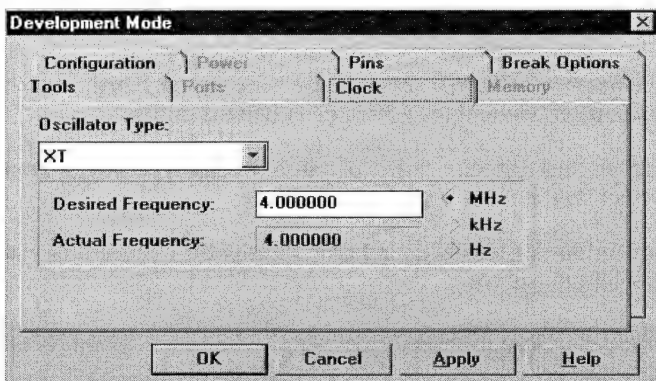 Development Mode
Configuration Power Pins Break Options
Tools Ports Clock Memory
Oscillator Type:
XT
Desired Frequency: 4.000000 MHz
kHz
Actual Frequency: 4.000000
Hz
OK Cancel Apply Help